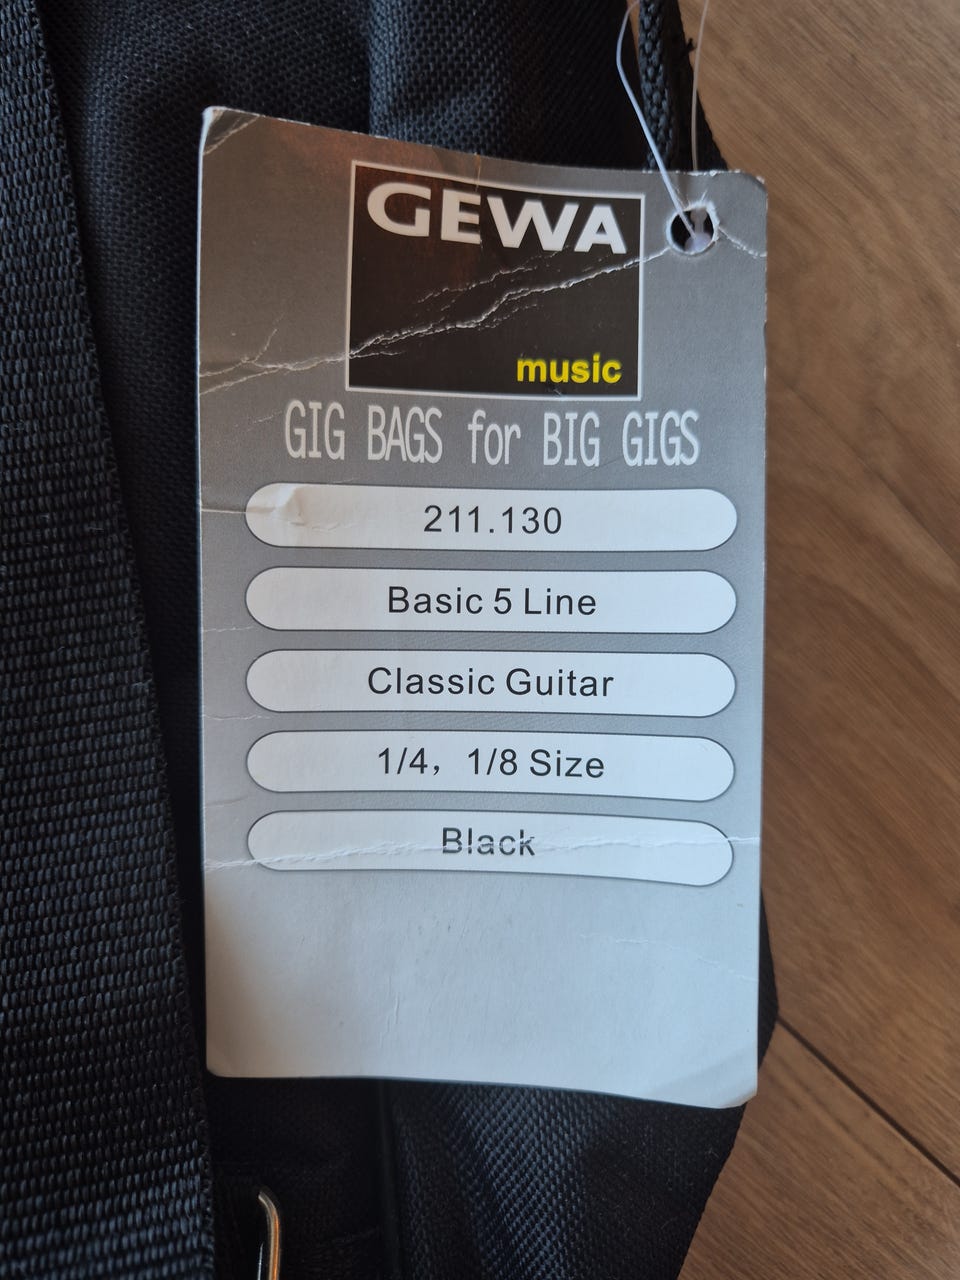 GEWA
music
GIG BAGS for BIG GIGS
211.130
Basic 5 Line
Classic Guitar
1/4, 1/8 Size
Black